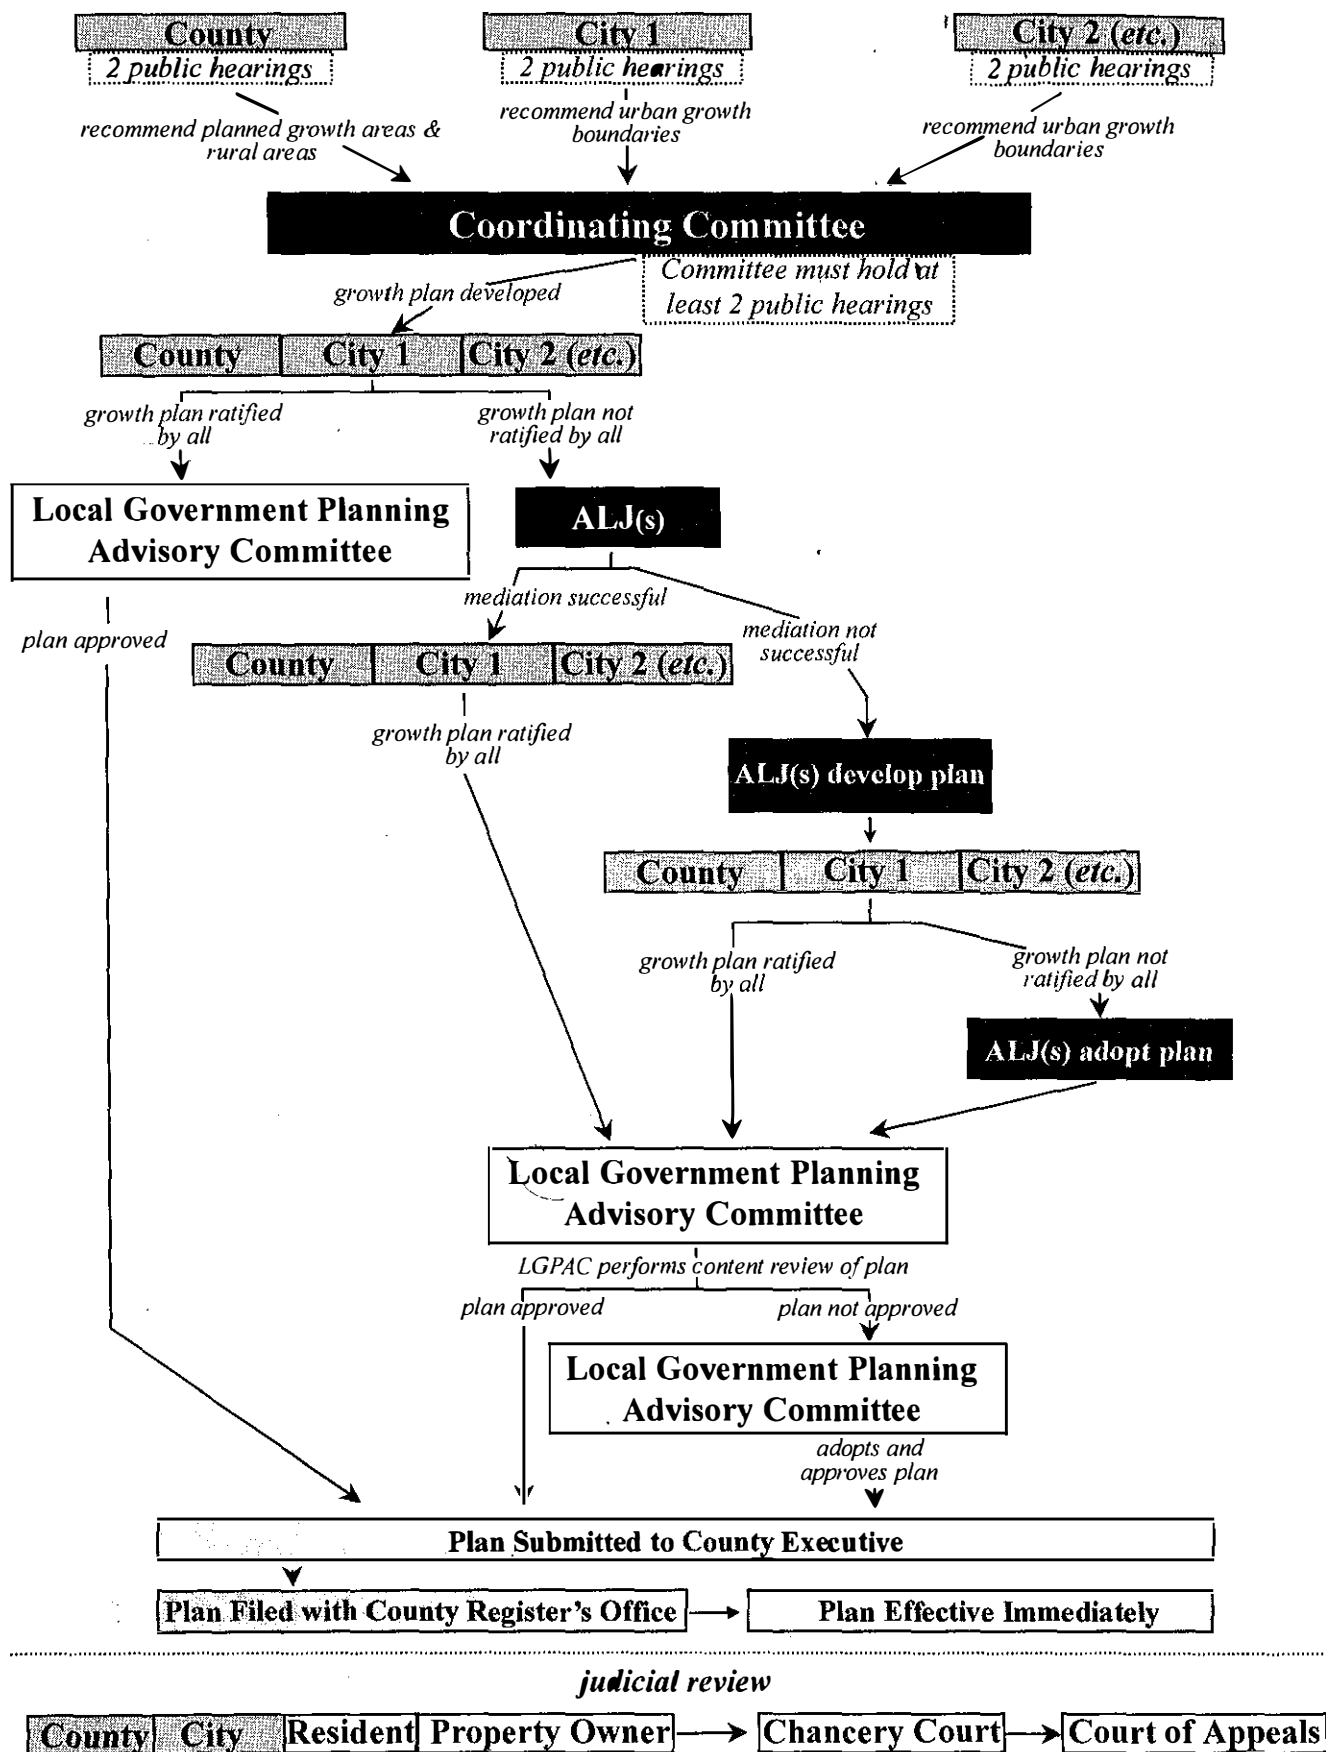 County
2 public hearings
City 1
2 public hearings
City 2 (etc.)
2 public hearings
recommend planned growth areas &
rural areas
recommend urban growth
boundaries
recommend urban growth
boundaries
Coordinating Committee
Committee must hold at
least 2 public hearings
growth plan developed
County City 1 City 2 (etc.)
growth plan ratified
by all
growth plan not
ratified by all
Local Government Planning
Advisory Committee
ALJ(s)
mediation successful
mediation not
successful
plan approved
County City 1 City 2 (etc.)
growth plan ratified
by all
ALJ(s) develop plan
County City 1 City 2 (etc.)
growth plan ratified
by all
growth plan not
ratified by all
ALJ(s) adopt plan
Local Government Planning
Advisory Committee
LGPAC performs content review of plan
plan approved
plan not approved
Local Government Planning
Advisory Committee
adopts and
approves plan
Plan Submitted to County Executive
Plan Filed with County Register's Office
Plan Effective Immediately
judicial review
County City Resident Property Owner Chancery Court Court of Appeals